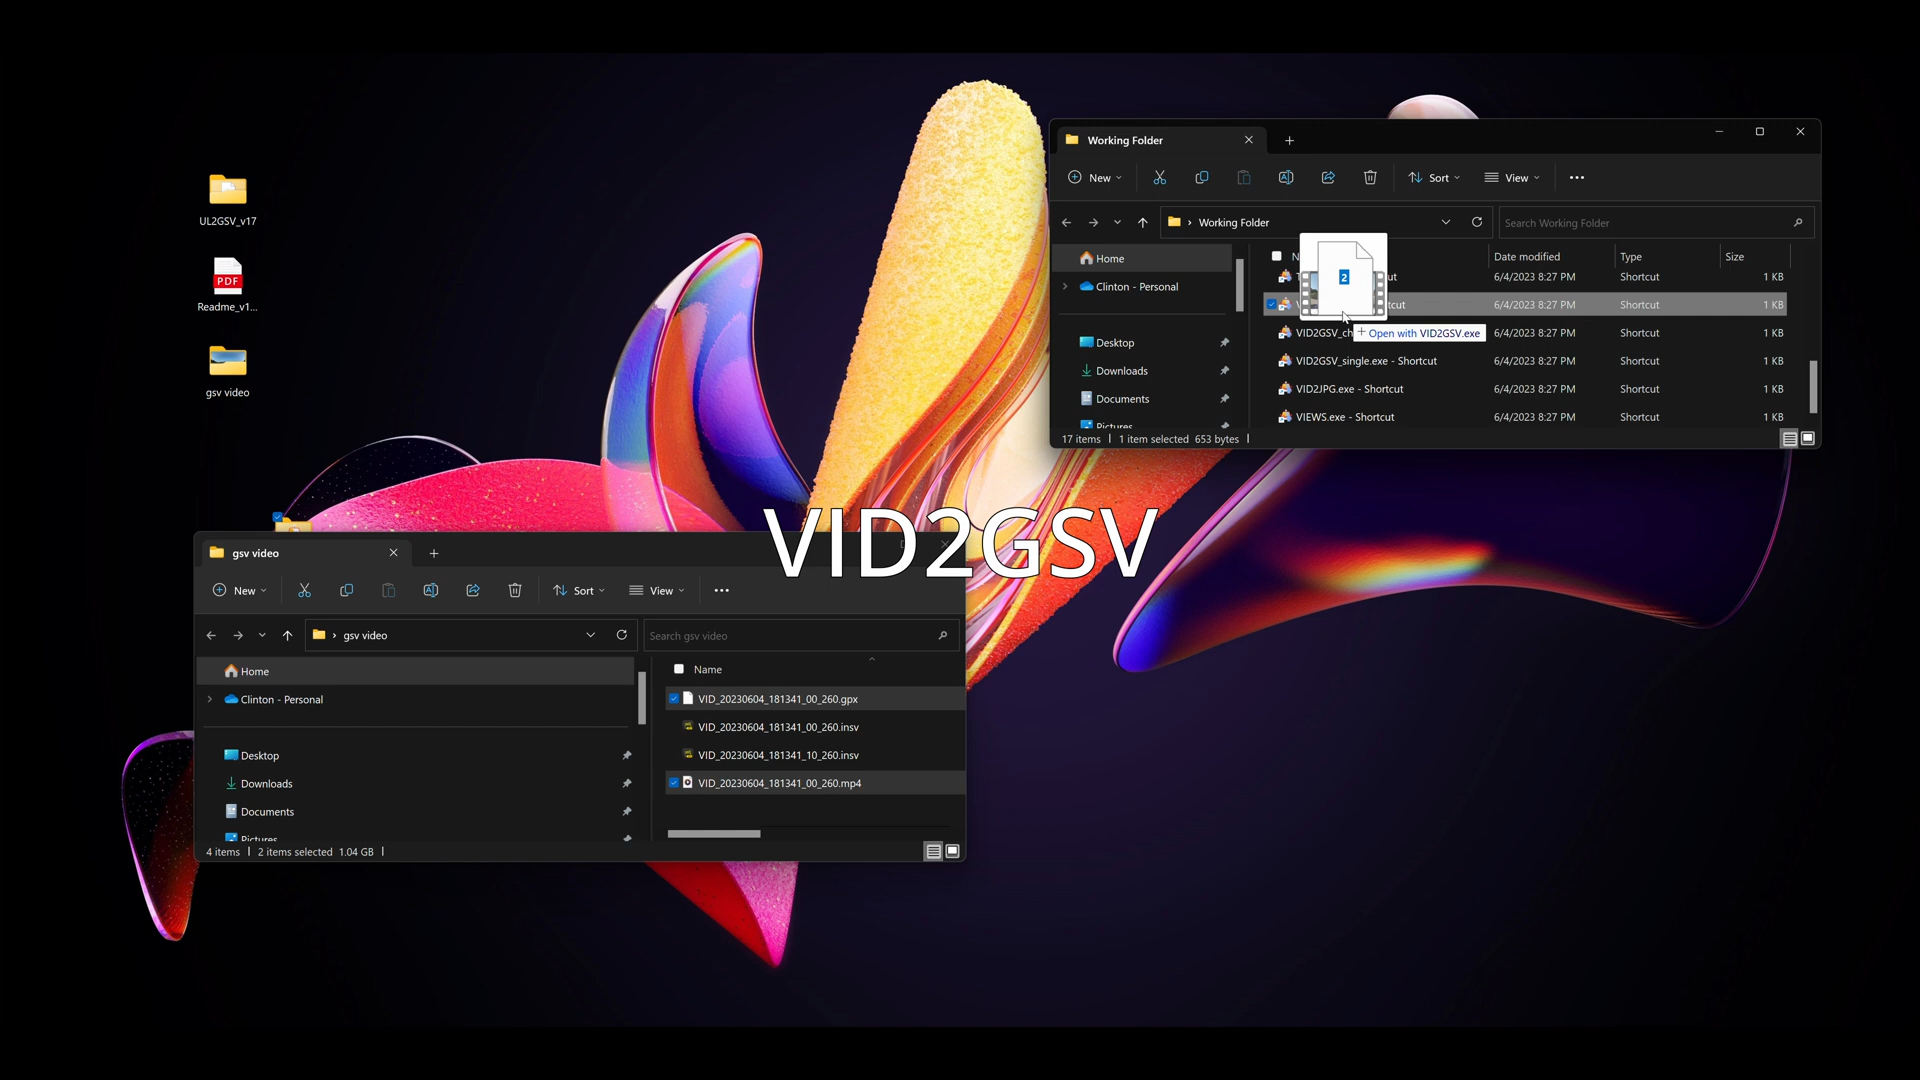 UL2GSV_v17
PDF
Readme_v1...
gsv video
Working Folder
New
Sort
View
Working Folder
Search Working Folder
Home
Clinton - Personal
Desktop
Downloads
Documents
Pictures
Date modified
Type
Size
6/4/2023 8:27 PM
Shortcut
1 KB
2
6/4/2023 8:27 PM
Shortcut
1 KB
Open with VID2GSV.exe
6/4/2023 8:27 PM
Shortcut
1 KB
VID2GSV_single.exe - Shortcut
6/4/2023 8:27 PM
Shortcut
1 KB
VID2JPG.exe - Shortcut
6/4/2023 8:27 PM
Shortcut
1 KB
VIEWS.exe - Shortcut
6/4/2023 8:27 PM
Shortcut
1 KB
17 items
1 item selected 653 bytes
VID2GSV
gsv video
New
Sort
View
gsv video
Search gsv video
Home
Clinton - Personal
Desktop
Downloads
Documents
Pictures
Name
VID_20230604_181341_00_260.gpx
VID_20230604_181341_00_260.insv
VID_20230604_181341_10_260.insv
VID_20230604_181341_00_260.mp4
4 items
2 items selected 1.04 GB